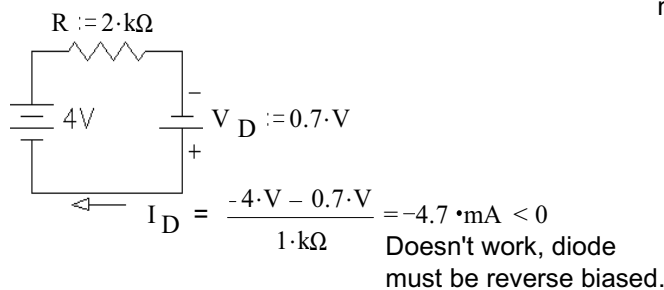 r
R := 2·kΩ
−
4V
V D := 0.7·V
+
I D = -4·V − 0.7·V / 1·kΩ = −4.7 •mA < 0
Doesn't work, diode
must be reverse biased.